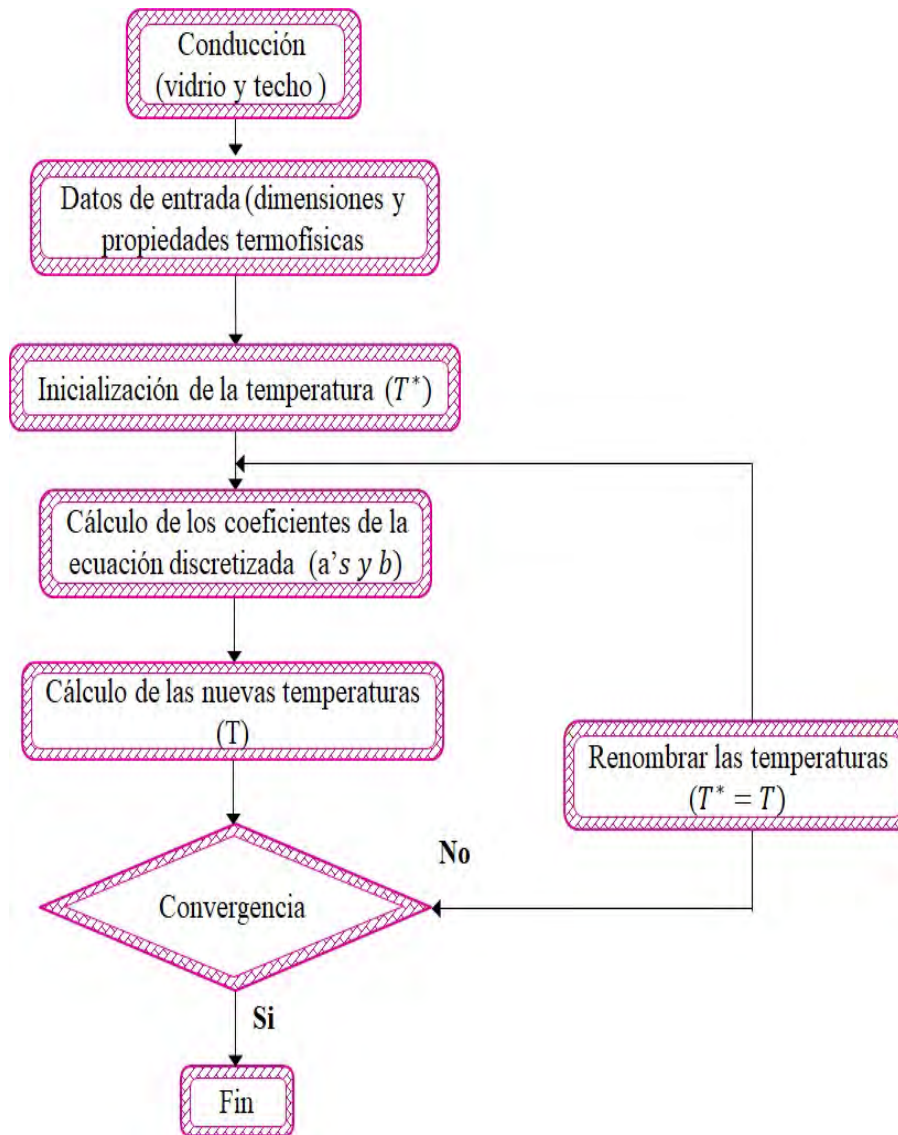 Conducción
(vidrio y techo )
Datos de entrada (dimensiones y
propiedades termofísicas
Inicialización de la temperatura (T*)
Cálculo de los coeficientes de la
ecuación discretizada (a's y b)
Cálculo de las nuevas temperaturas
(T)
Renombrar las temperaturas
(T* = T)
No
Convergencia
Si
Fin